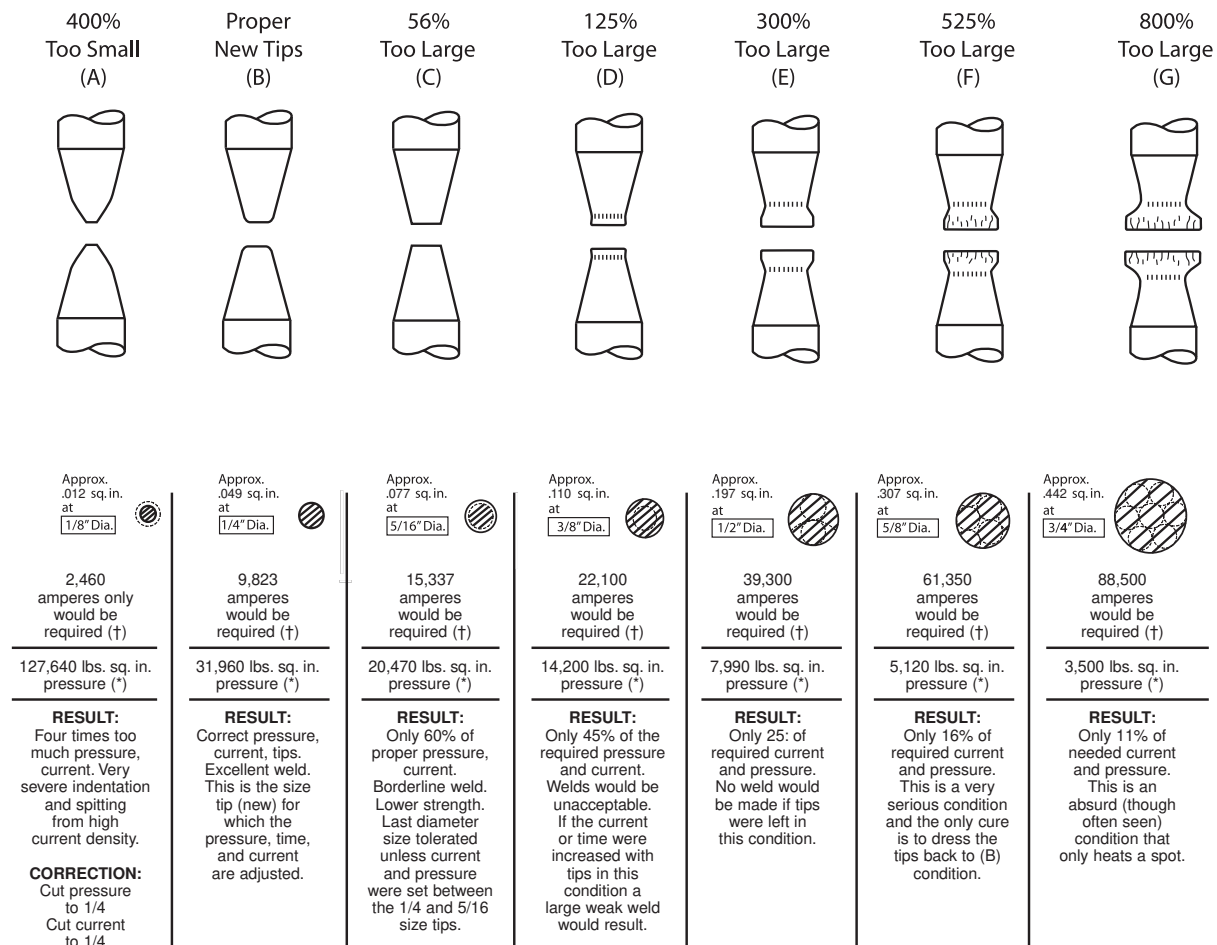 400%
Too Small
(A)
Proper
New Tips
(B)
56%
Too Large
(C)
125%
Too Large
(D)
300%
Too Large
(E)
525%
Too Large
(F)
800%
Too Large
(G)
Approx.
.012 sq.in.
at
1/8" Dia.
2,460
amperes only
would be
required (†)
127,640 lbs. sq. in.
pressure (*)
RESULT:
Four times too
much pressure,
current. Very
severe indentation
and spitting
from high
current density.
CORRECTION:
Cut pressure
to 1/4
Cut current
to 1/4
Approx.
.049 sq.in.
at
1/4" Dia.
9,823
amperes
would be
required (†)
31,960 lbs. sq. in.
pressure (*)
RESULT:
Correct pressure,
current, tips.
Excellent weld.
This is the size
tip (new) for
which the
pressure, time,
and current
are adjusted.
Approx.
.077 sq.in.
at
5/16" Dia.
15,337
amperes
would be
required (†)
20,470 lbs. sq. in.
pressure (*)
RESULT:
Only 60% of
proper pressure,
current.
Borderline weld.
Lower strength.
Last diameter
size tolerated
unless current
and pressure
were set between
the 1/4 and 5/16
size tips.
Approx.
.110 sq.in.
at
3/8" Dia.
22,100
amperes
would be
required (†)
14,200 lbs. sq. in.
pressure (*)
RESULT:
Only 45% of the
required pressure
and current.
Welds would be
unacceptable.
If the current
or time were
increased with
tips in this
condition a
large weak weld
would result.
Approx.
.197 sq.in.
at
1/2" Dia.
39,300
amperes
would be
required (†)
7,990 lbs. sq. in.
pressure (*)
RESULT:
Only 25: of
required current
and pressure.
No weld would
be made if tips
were left in
this condition.
Approx.
.307 sq.in.
at
5/8" Dia.
61,350
amperes
would be
required (†)
5,120 lbs. sq. in.
pressure (*)
RESULT:
Only 16% of
required current
and pressure.
This is a very
serious condition
and the only cure
is to dress the
tips back to (B)
condition.
Approx.
.442 sq.in.
at
3/4" Dia.
88,500
amperes
would be
required (†)
3,500 lbs. sq. in.
pressure (*)
RESULT:
Only 11% of
needed current
and pressure.
This is an
absurd (though
often seen)
condition that
only heats a spot.